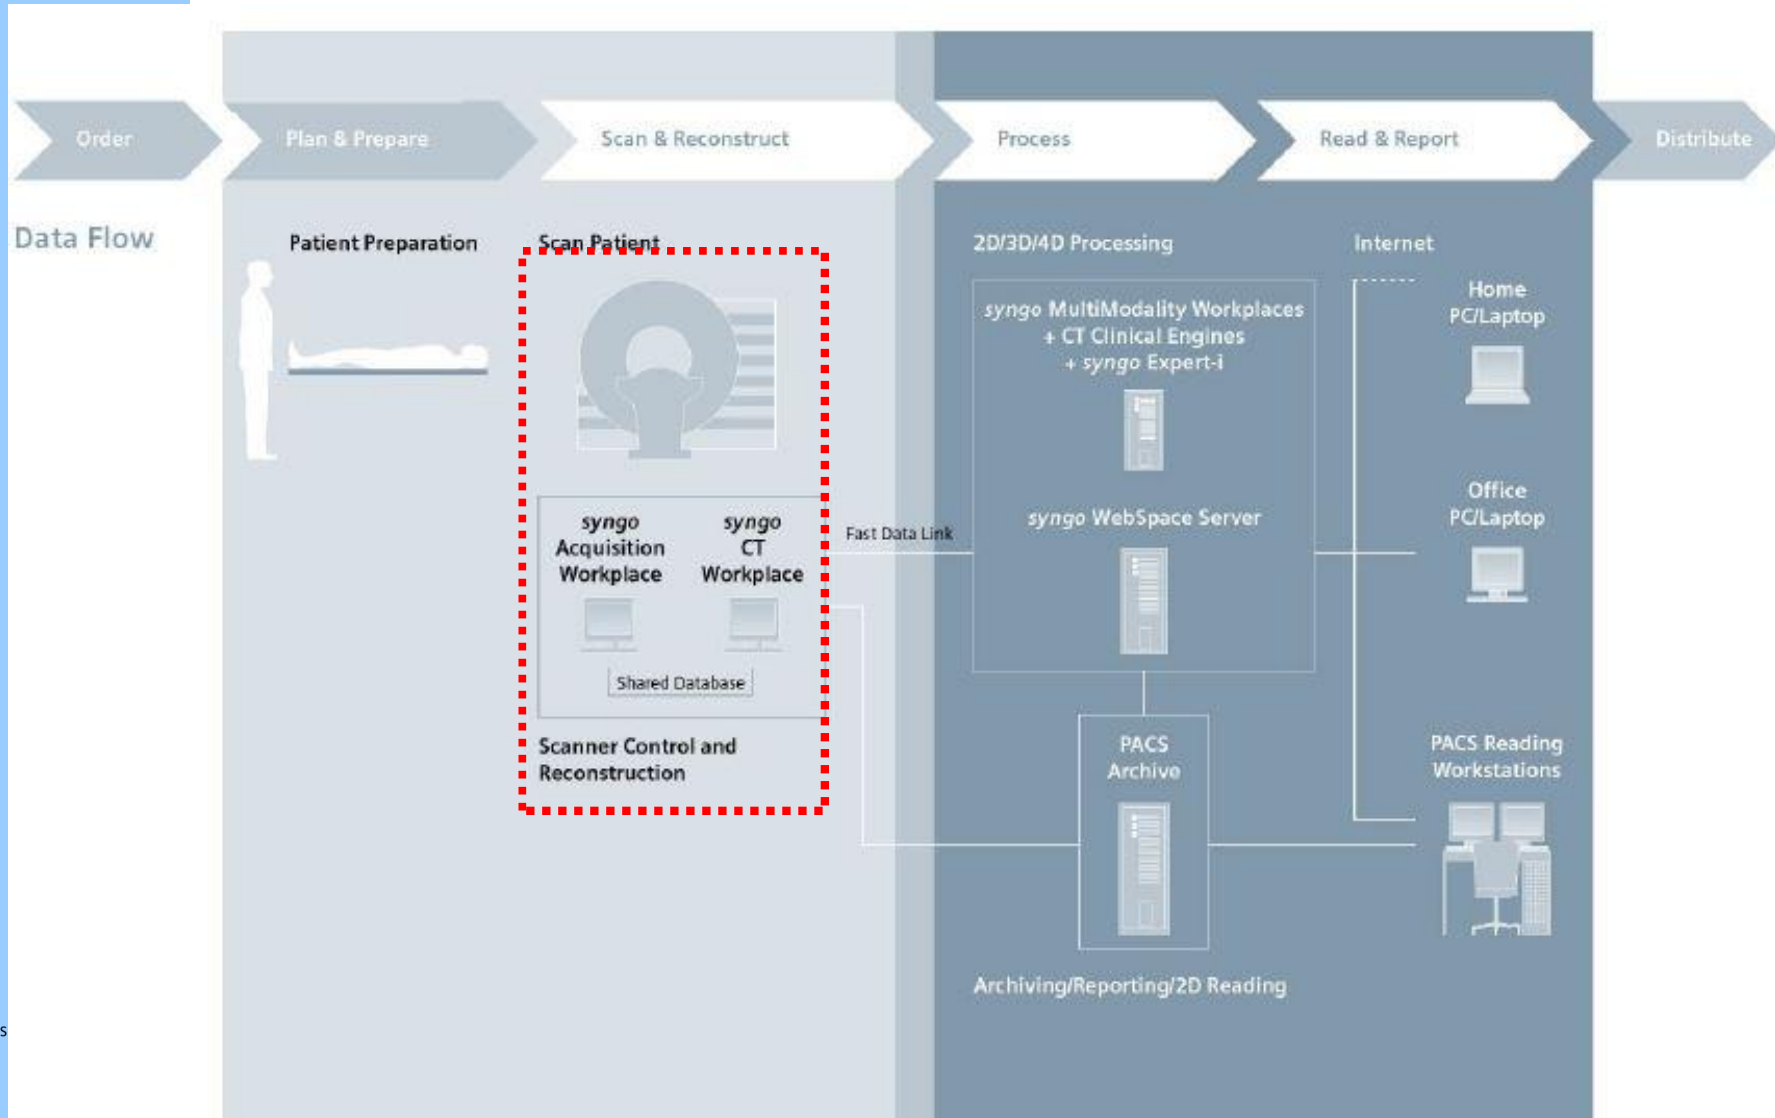 Order
Plan & Prepare
Scan & Reconstruct
Process
Read & Report
Distribute
Data Flow
Patient Preparation
Scan Patient
2D/3D/4D Processing
Internet
syngo MultiModality Workplaces
+ CT Clinical Engines
+ syngo Expert-i
Home
PC/Laptop
syngo
Acquisition
Workplace
syngo
CT
Workplace
Fast Data Link
syngo WebSpace Server
Office
PC/Laptop
Shared Database
Scanner Control and
Reconstruction
PACS
Archive
PACS Reading
Workstations
Archiving/Reporting/2D Reading
s